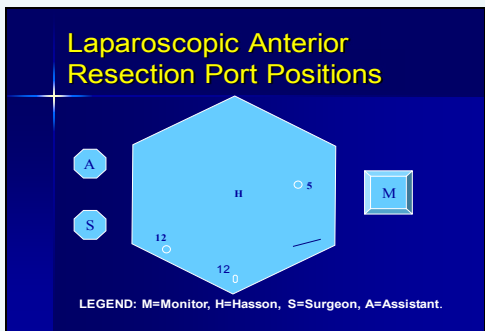 Laparoscopic Anterior
Resection Port Positions
A
H
5
M
S
12
12
LEGEND: M=Monitor, H=Hasson, S=Surgeon, A=Assistant.